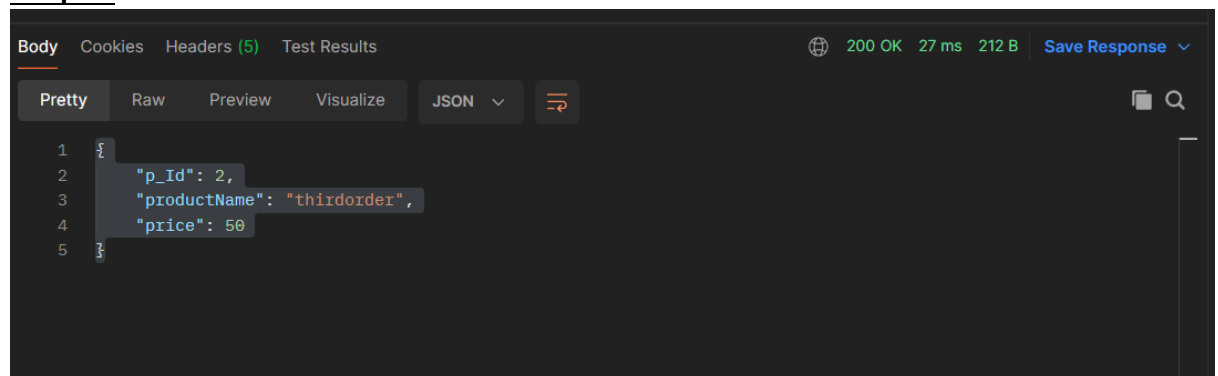 Body Cookies Headers (5) Test Results 200 OK 27 ms 212 B Save Response
Pretty Raw Preview Visualize JSON
1 {
2 "p_Id": 2,
3 "productName": "thirdorder",
4 "price": 50
5 }